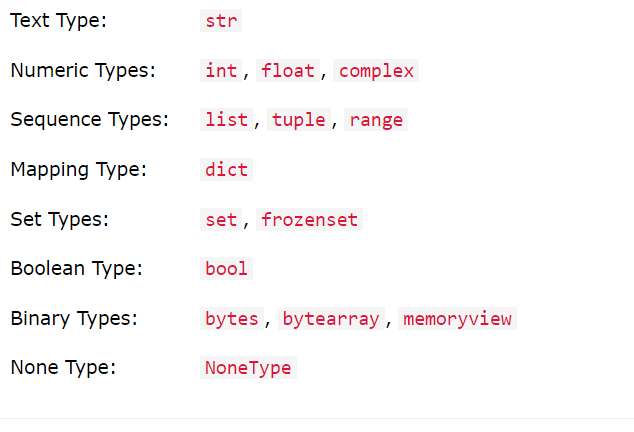 Text Type: str
Numeric Types: int, float, complex
Sequence Types: list, tuple, range
Mapping Type: dict
Set Types: set, frozenset
Boolean Type: bool
Binary Types: bytes, bytearray, memoryview
None Type: NoneType